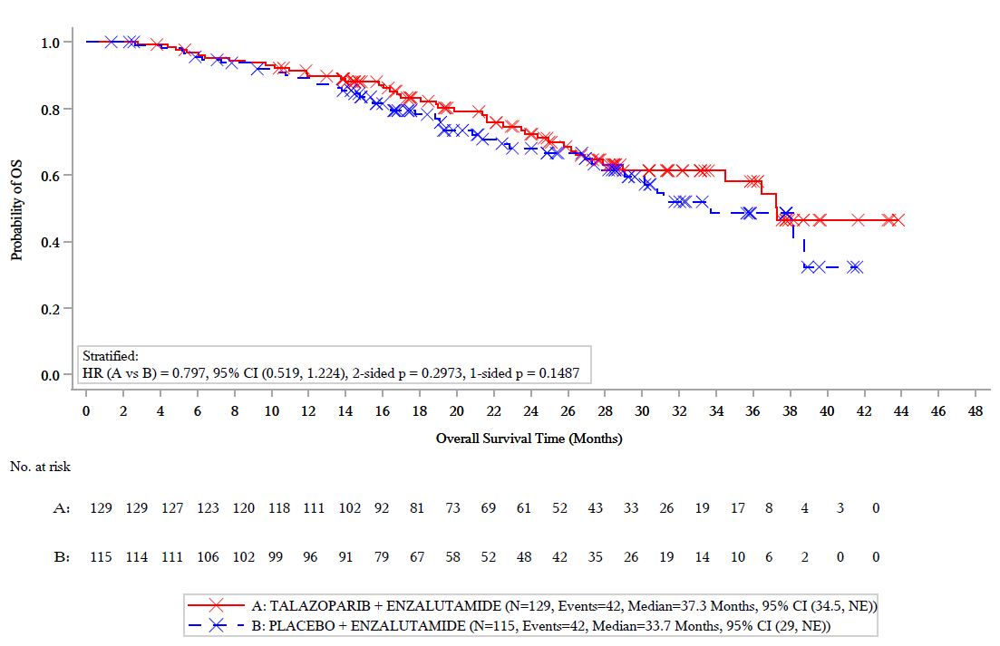 1.0
0.8
0.6
0.4
0.2
0.0
Probability of OS
Stratified:
HR (A vs B) = 0.797, 95% CI (0.519, 1.224), 2-sided p = 0.2973, 1-sided p = 0.1487
0 2 4 6 8 10 12 14 16 18 20 22 24 26 28 30 32 34 36 38 40 42 44 46 48
Overall Survival Time (Months)
No. at risk
A: 129 129 127 123 120 118 111 102 92 81 73 69 61 52 43 33 26 19 17 8 4 3 0
B: 115 114 111 106 102 99 96 91 79 67 58 52 48 42 35 26 19 14 10 6 2 0 0
A: TALAZOPARIB + ENZALUTAMIDE (N=129, Events=42, Median=37.3 Months, 95% CI (34.5, NE))
B: PLACEBO + ENZALUTAMIDE (N=115, Events=42, Median=33.7 Months, 95% CI (29, NE))